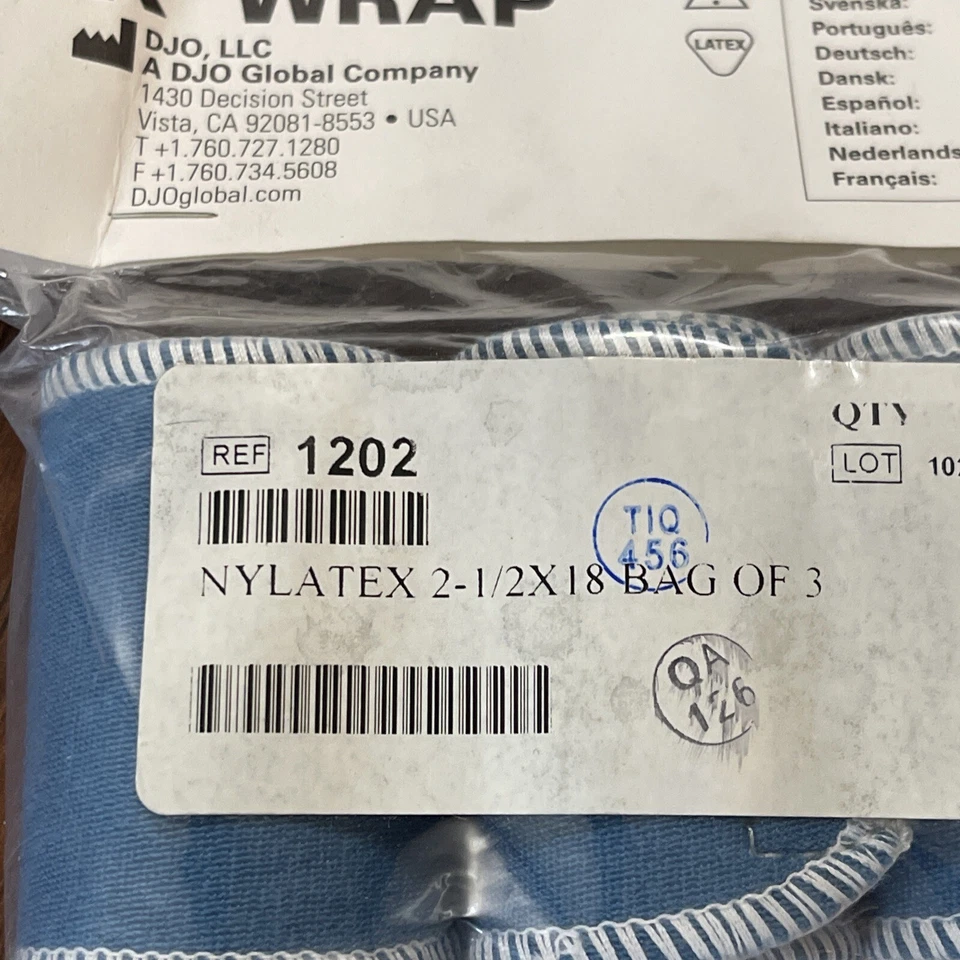 WRAP
DJO, LLC
A DJO Global Company
1430 Decision Street
Vista, CA 92081-8553 • USA
T +1.760.727.1280
F +1.760.734.5608
DJOglobal.com
LATEX
Svenska:
Português:
Deutsch:
Dansk:
Español:
Italiano:
Nederlands
Français:
REF 1202
QTY
LOT 10
TIQ
456
NYLATEX 2-1/2X18 BAG OF 3
QA
126